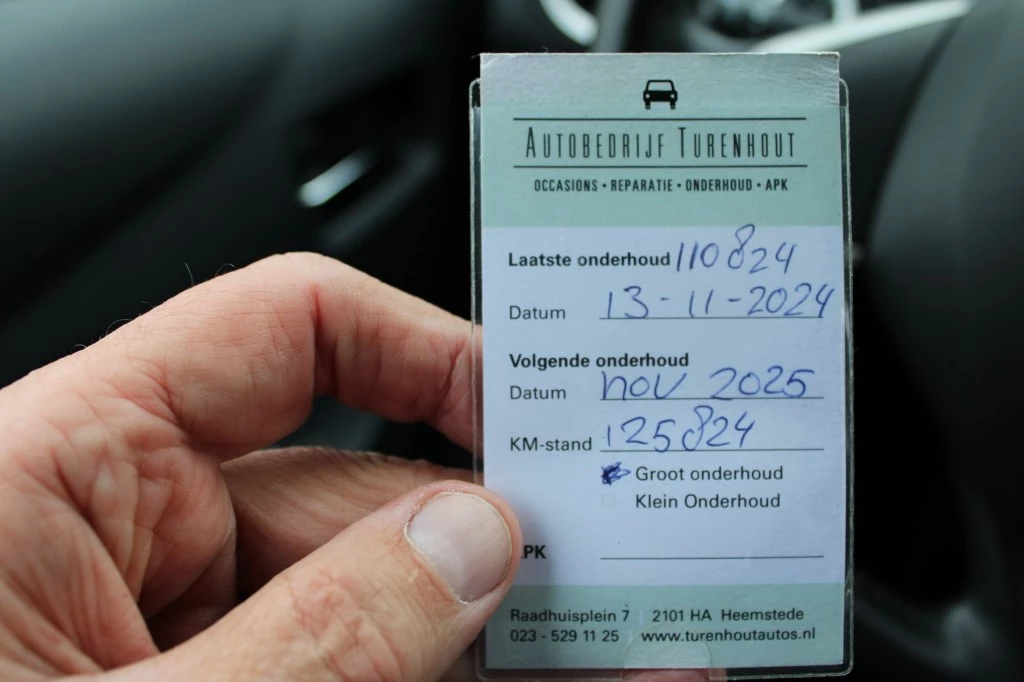 AUTOBEDRIJF TURENHOUT
OCCASIONS • REPARATIE • ONDERHOUD • APK
Laatste onderhoud 110824
Datum 13-11-2024
Volgende onderhoud
Datum nov 2025
KM-stand 125824
Groot onderhoud
Klein Onderhoud
PK
Raadhuisplein 7 2101 HA Heemstede
023 - 529 11 25 www.turenhoutautos.nl